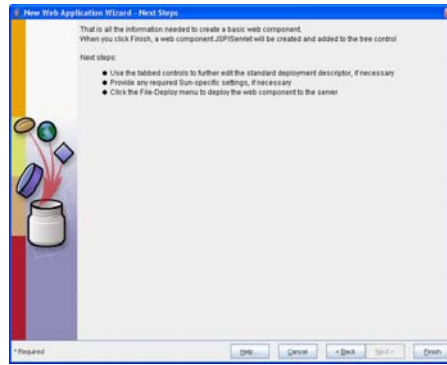 New Web Application Wizard - Next Steps
That is all the information needed to create a basic web component.
When you click Finish, a web component JSP/Servlet will be created and added to the tree control
Next steps:
● Use the tabbed controls to further edit the standard deployment descriptor, if necessary
● Provide any required Sun-specific settings, if necessary
● Click the File-Deploy menu to deploy the web component to the server
* Required
Help... Cancel < Back Next > Finish